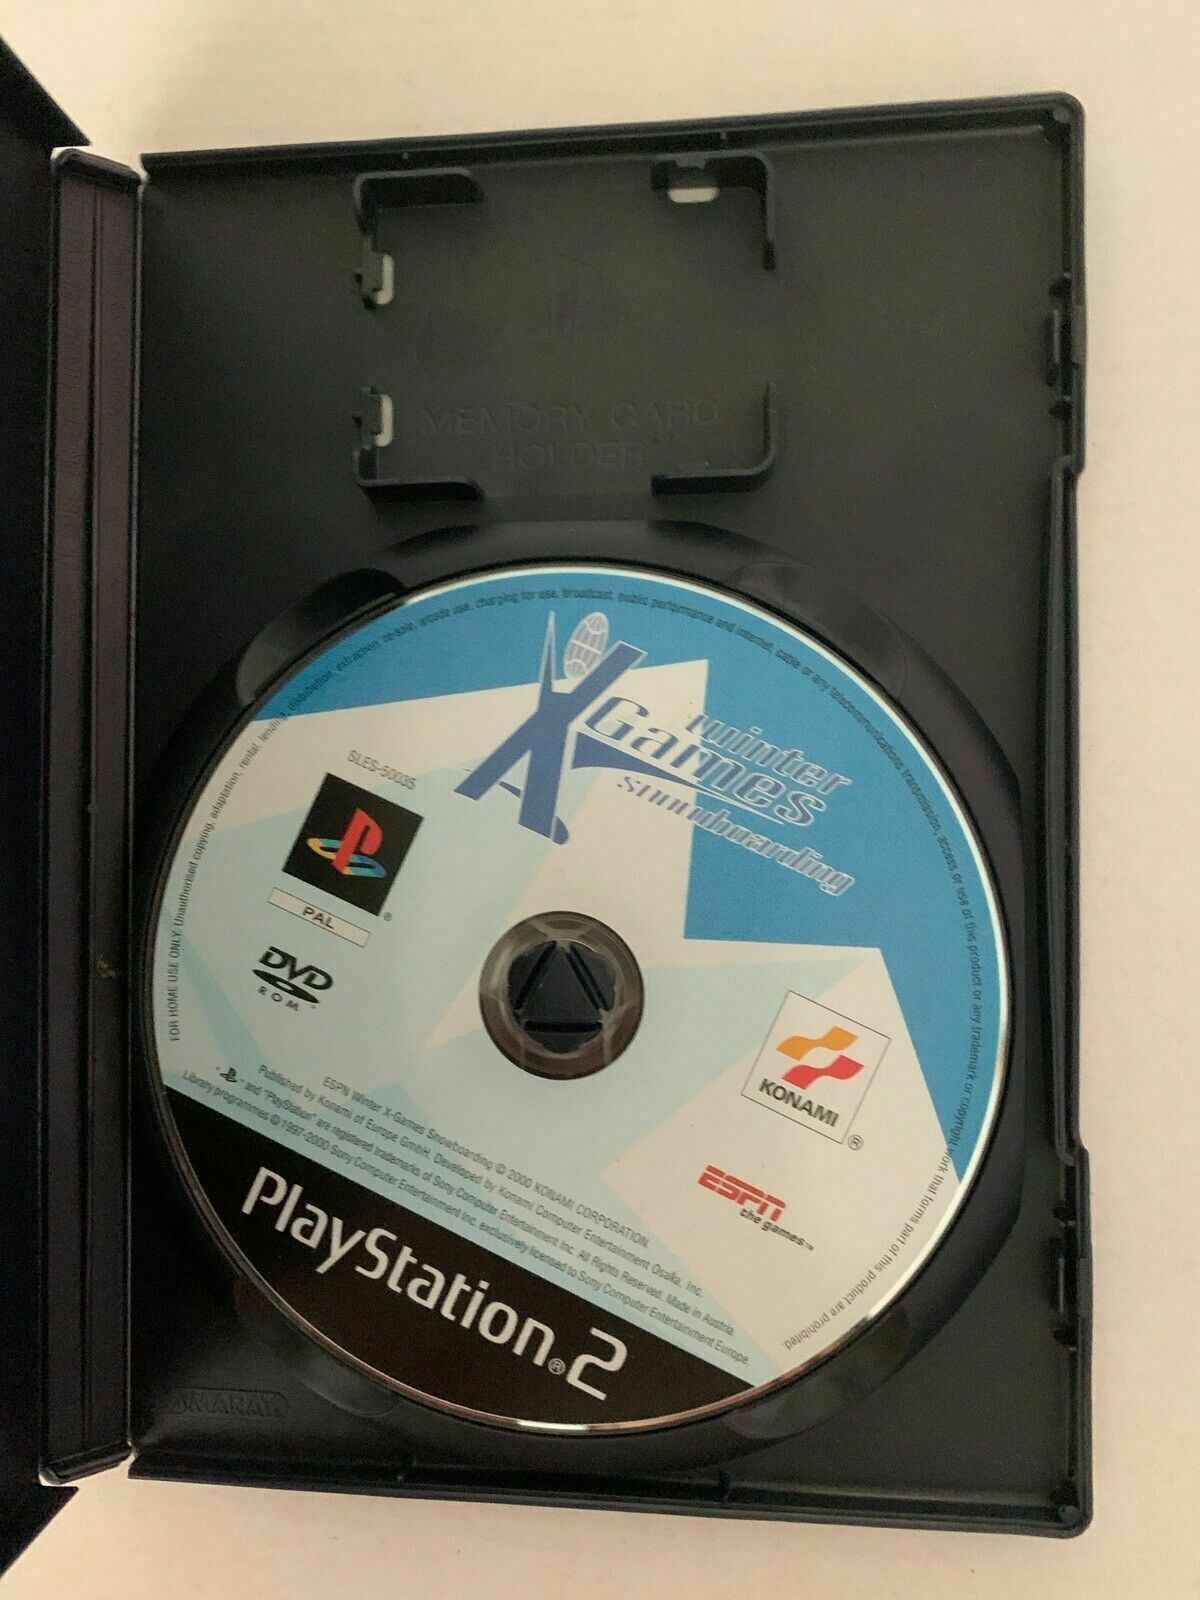 MEMORY CARD
HOLDER
FOR HOME USE ONLY. Unauthorised copying, adaptation, rental, lending, distribution, extraction, re-sale, arcade use, charging for use, broadcast, public performance and internet, cable or any telecommunications transmission, access or use of this product or any trademark or copyright work that forms part of this product are prohibited.
winter
X Games
snowboarding
SLES-50035
®
PAL
DVD
ROM
KONAMI
®
ESPN
the games™
ESPN Winter X-Games Snowboarding © 2000 KONAMI CORPORATION.
Published by Konami of Europe GmbH. Developed by Konami Computer Entertainment Osaka, Inc.
" " and "PlayStation" are registered trademarks of Sony Computer Entertainment Inc. All Rights Reserved. Made in Austria.
Library programmes © 1997-2000 Sony Computer Entertainment Inc. exclusively licensed to Sony Computer Entertainment Europe.
PlayStation®2
AMARAY